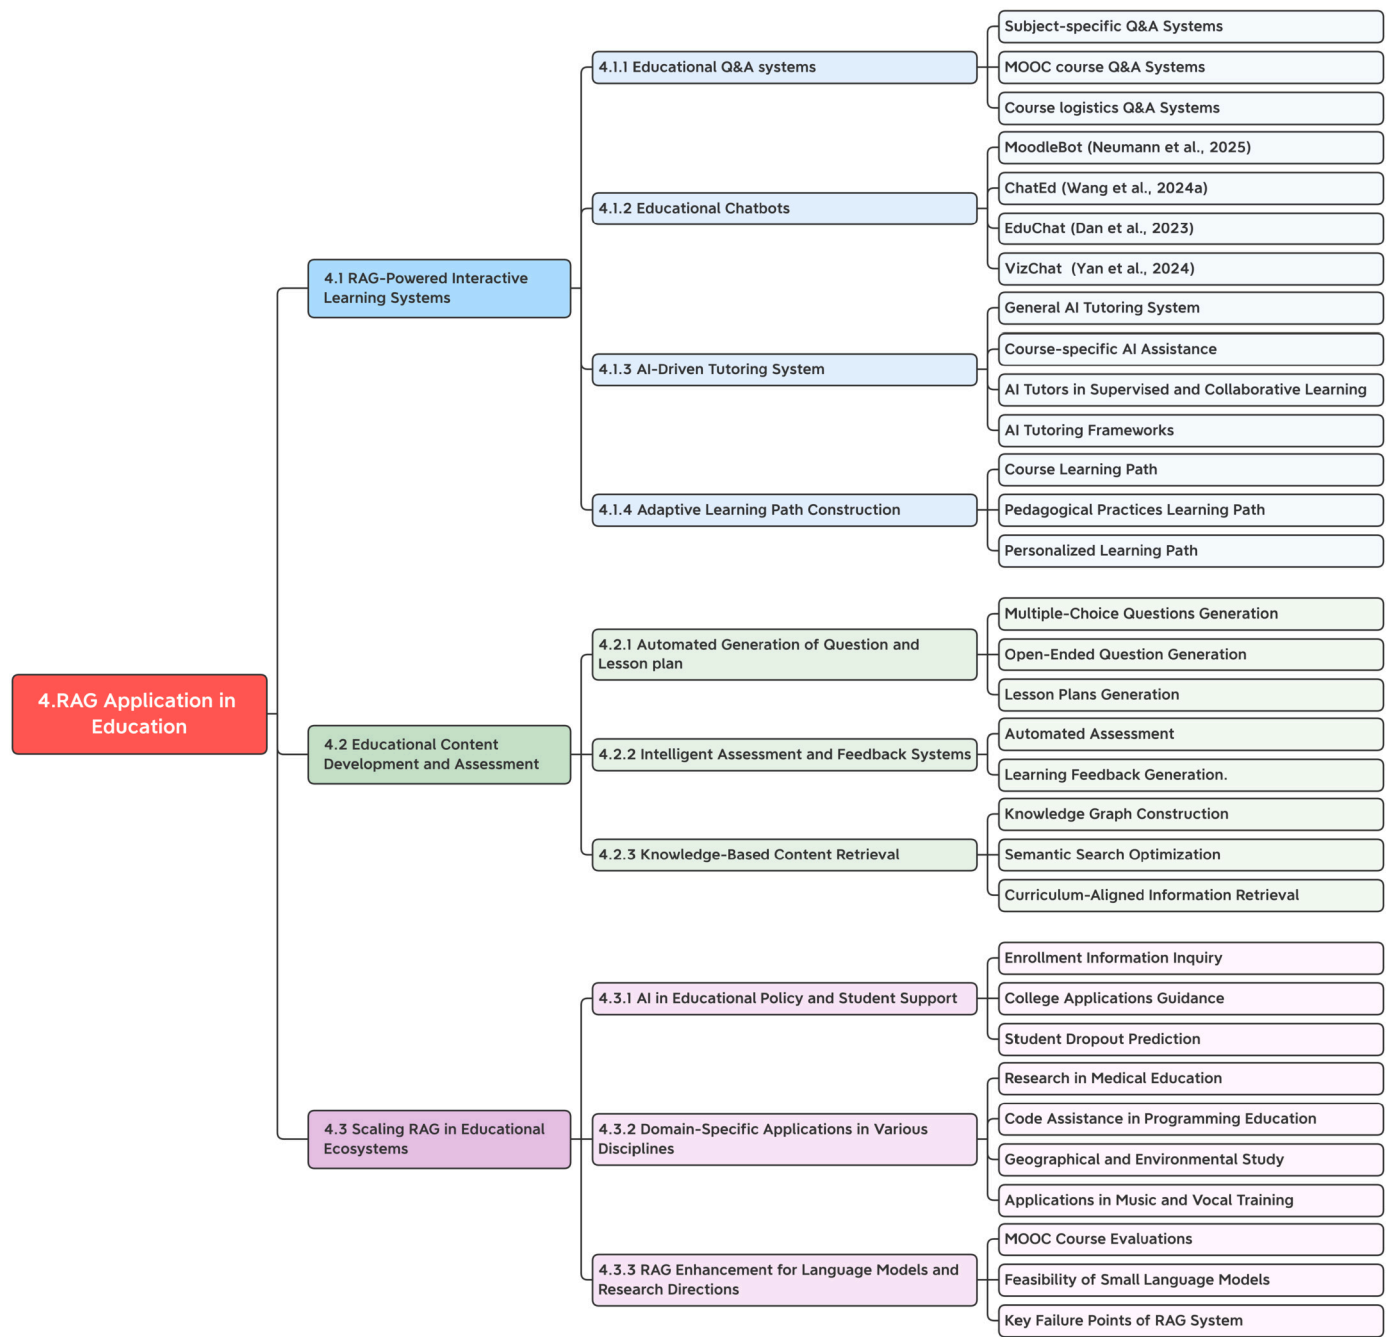 4.RAG Application in
Education
4.1 RAG-Powered Interactive
Learning Systems
4.1.1 Educational Q&A systems
Subject-specific Q&A Systems
MOOC course Q&A Systems
Course logistics Q&A Systems
4.1.2 Educational Chatbots
MoodleBot (Neumann et al., 2025)
ChatEd (Wang et al., 2024a)
EduChat (Dan et al., 2023)
VizChat  (Yan et al., 2024)
4.1.3 AI-Driven Tutoring System
General AI Tutoring System
Course-specific AI Assistance
AI Tutors in Supervised and Collaborative Learning
AI Tutoring Frameworks
4.1.4 Adaptive Learning Path Construction
Course Learning Path
Pedagogical Practices Learning Path
Personalized Learning Path
4.2 Educational Content
Development and Assessment
4.2.1 Automated Generation of Question and
Lesson plan
Multiple-Choice Questions Generation
Open-Ended Question Generation
Lesson Plans Generation
4.2.2 Intelligent Assessment and Feedback Systems
Automated Assessment
Learning Feedback Generation.
4.2.3 Knowledge-Based Content Retrieval
Knowledge Graph Construction
Semantic Search Optimization
Curriculum-Aligned Information Retrieval
4.3 Scaling RAG in Educational
Ecosystems
4.3.1 AI in Educational Policy and Student Support
Enrollment Information Inquiry
College Applications Guidance
Student Dropout Prediction
4.3.2 Domain-Specific Applications in Various
Disciplines
Research in Medical Education
Code Assistance in Programming Education
Geographical and Environmental Study
Applications in Music and Vocal Training
4.3.3 RAG Enhancement for Language Models and
Research Directions
MOOC Course Evaluations
Feasibility of Small Language Models
Key Failure Points of RAG System